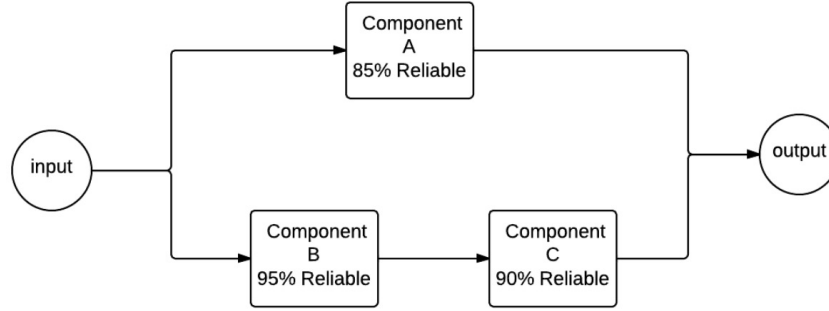 Component
A
85% Reliable
input
output
Component
B
95% Reliable
Component
C
90% Reliable